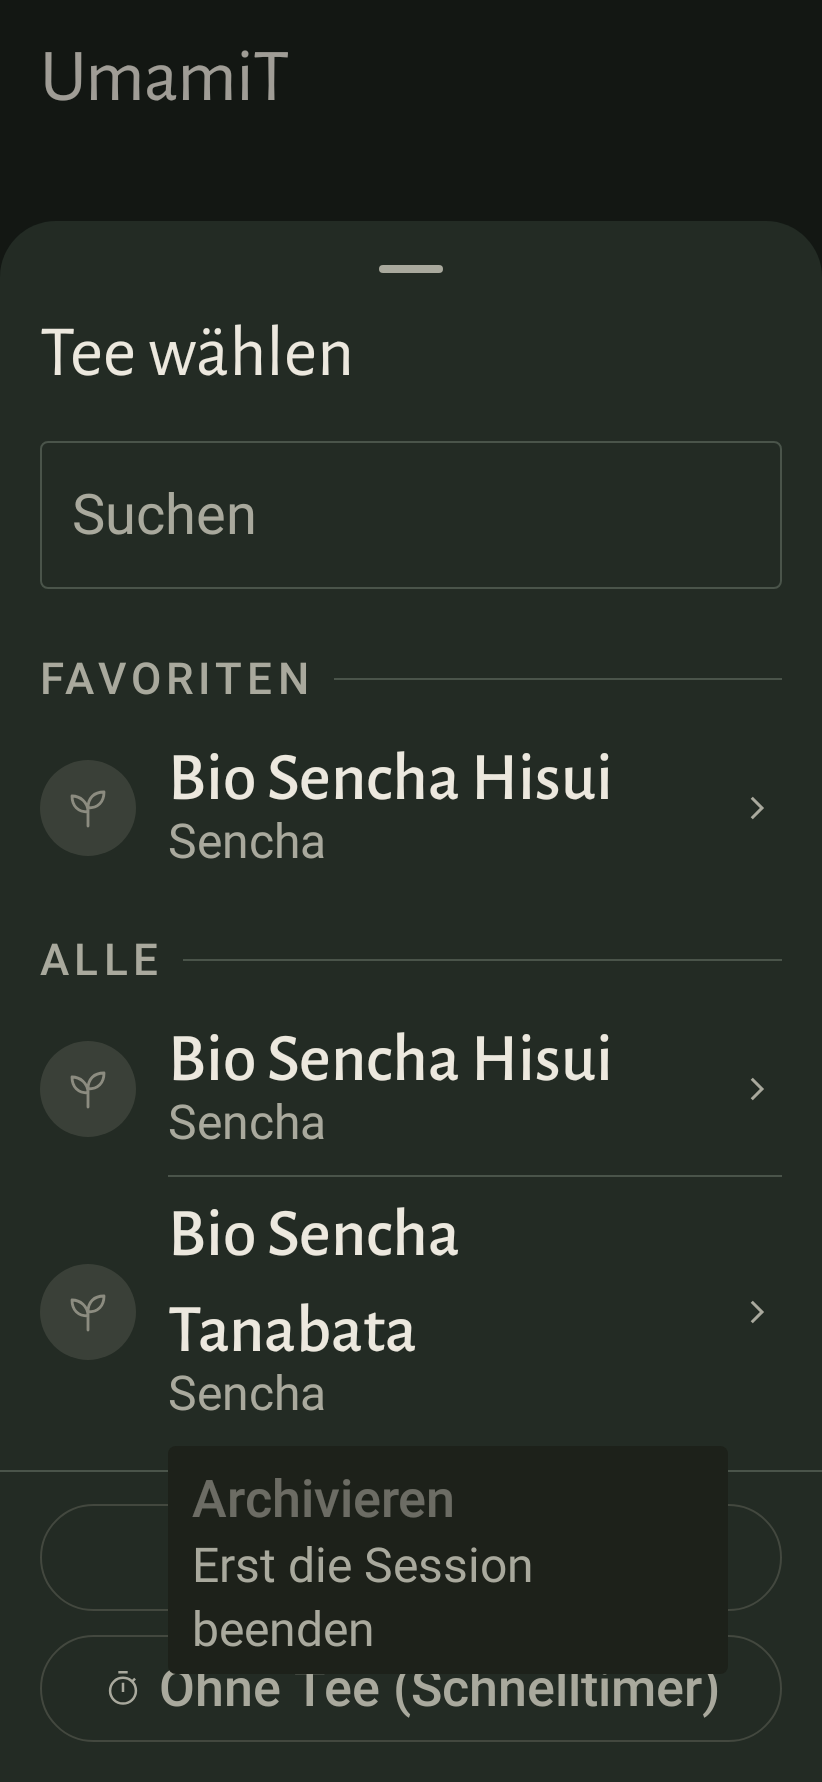 UmamiT
Tee wählen
Suchen
FAVORITEN
Bio Sencha Hisui
Sencha
ALLE
Bio Sencha Hisui
Sencha
Bio Sencha
Tanabata
Sencha
Archivieren
Erst die Session
beenden
Ohne Tee (Schnelltimer)